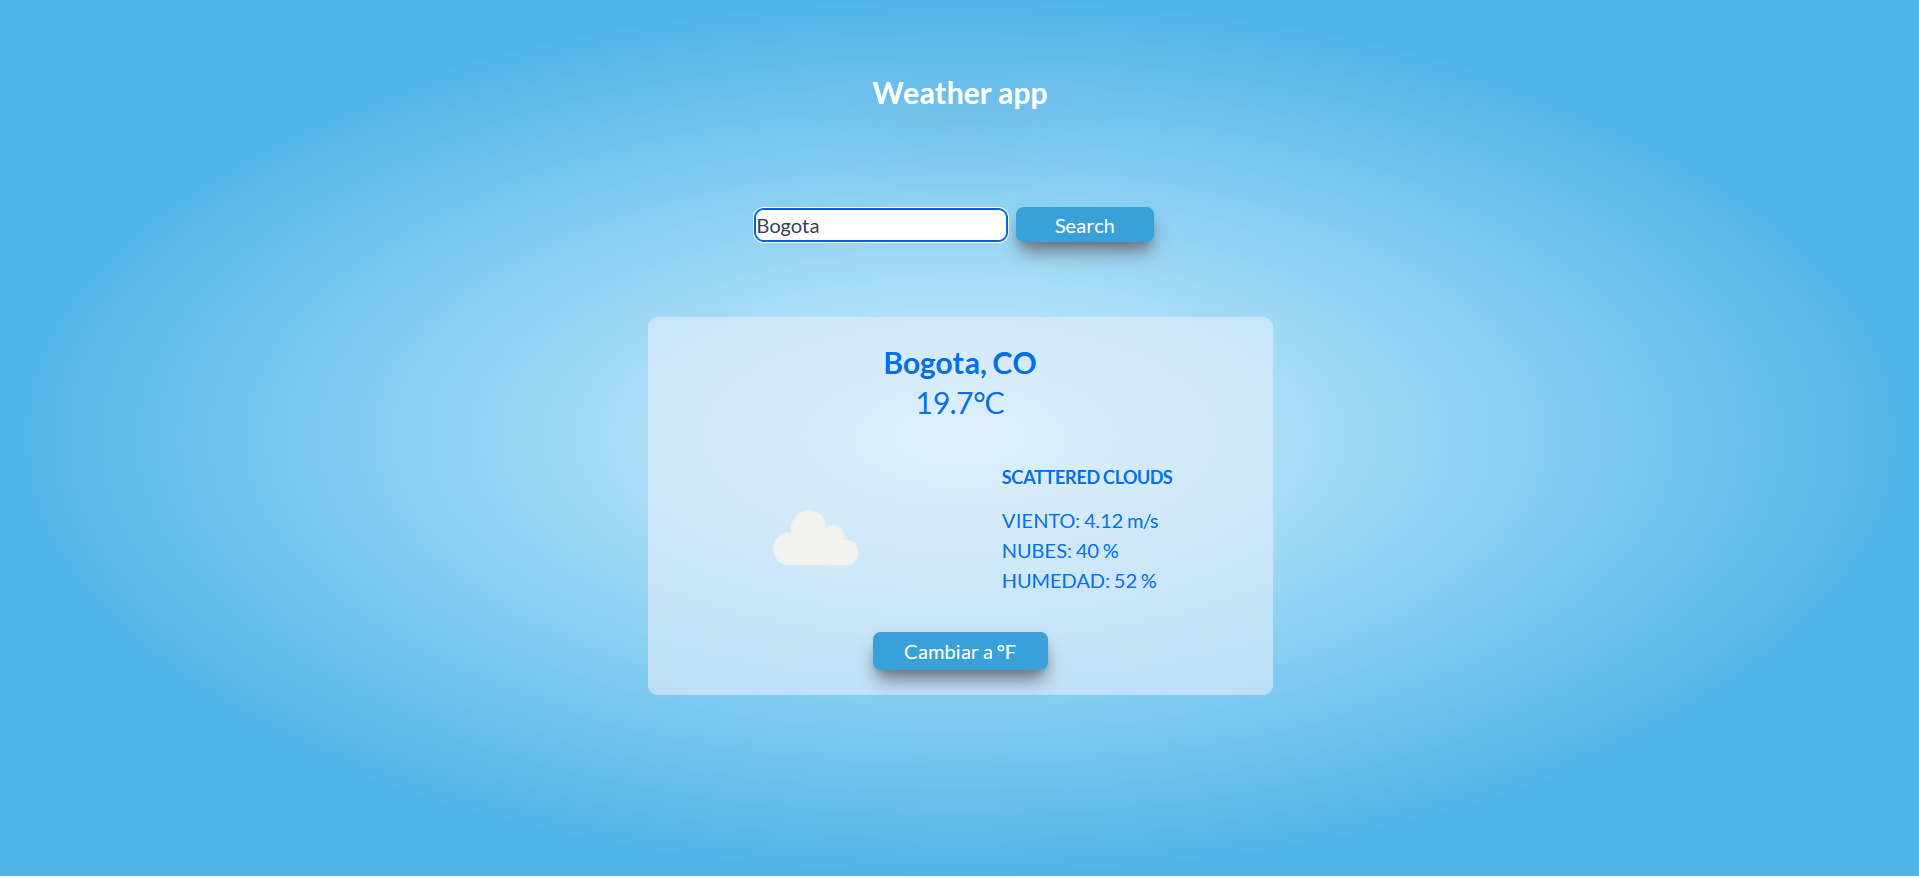 Weather app
Bogota
Search
Bogota, CO
19.7°C
SCATTERED CLOUDS
VIENTO: 4.12 m/s
NUBES: 40 %
HUMEDAD: 52 %
Cambiar a °F